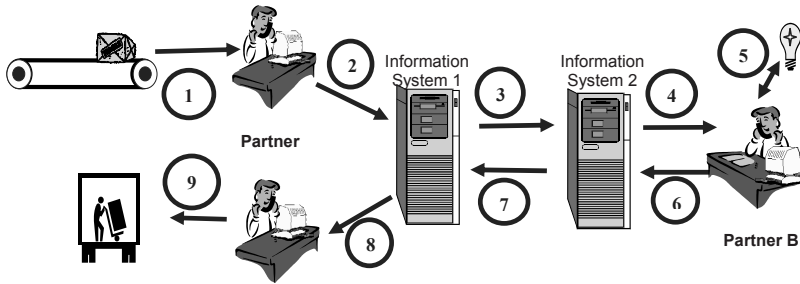 1
2
Information
System 1
3
Information
System 2
4
5
Partner
9
8
7
6
Partner B